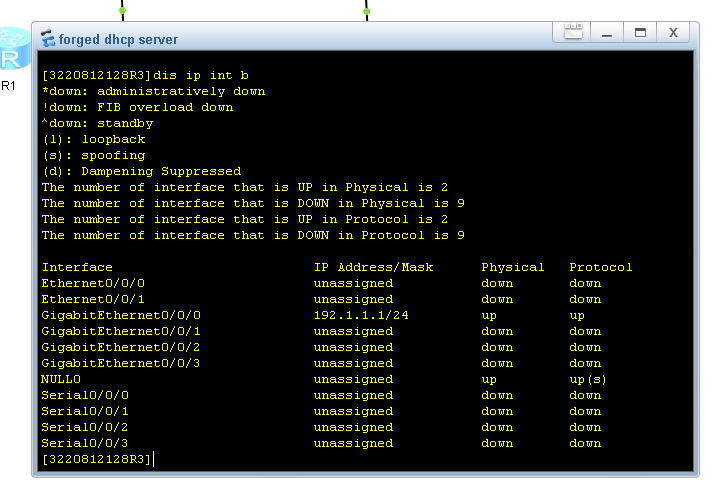 forged dhcp server
R
R1
[3220812128R3]dis ip int b
*down: administratively down
!down: FIB overload down
^down: standby
(l): loopback
(s): spoofing
(d): Dampening Suppressed
The number of interface that is UP in Physical is 2
The number of interface that is DOWN in Physical is 9
The number of interface that is UP in Protocol is 2
The number of interface that is DOWN in Protocol is 9
Interface IP Address/Mask Physical Protocol
Ethernet0/0/0 unassigned down down
Ethernet0/0/1 unassigned down down
GigabitEthernet0/0/0 192.1.1.1/24 up up
GigabitEthernet0/0/1 unassigned down down
GigabitEthernet0/0/2 unassigned down down
GigabitEthernet0/0/3 unassigned down down
NULL0 unassigned up up(s)
Serial0/0/0 unassigned down down
Serial0/0/1 unassigned down down
Serial0/0/2 unassigned down down
Serial0/0/3 unassigned down down
[3220812128R3]